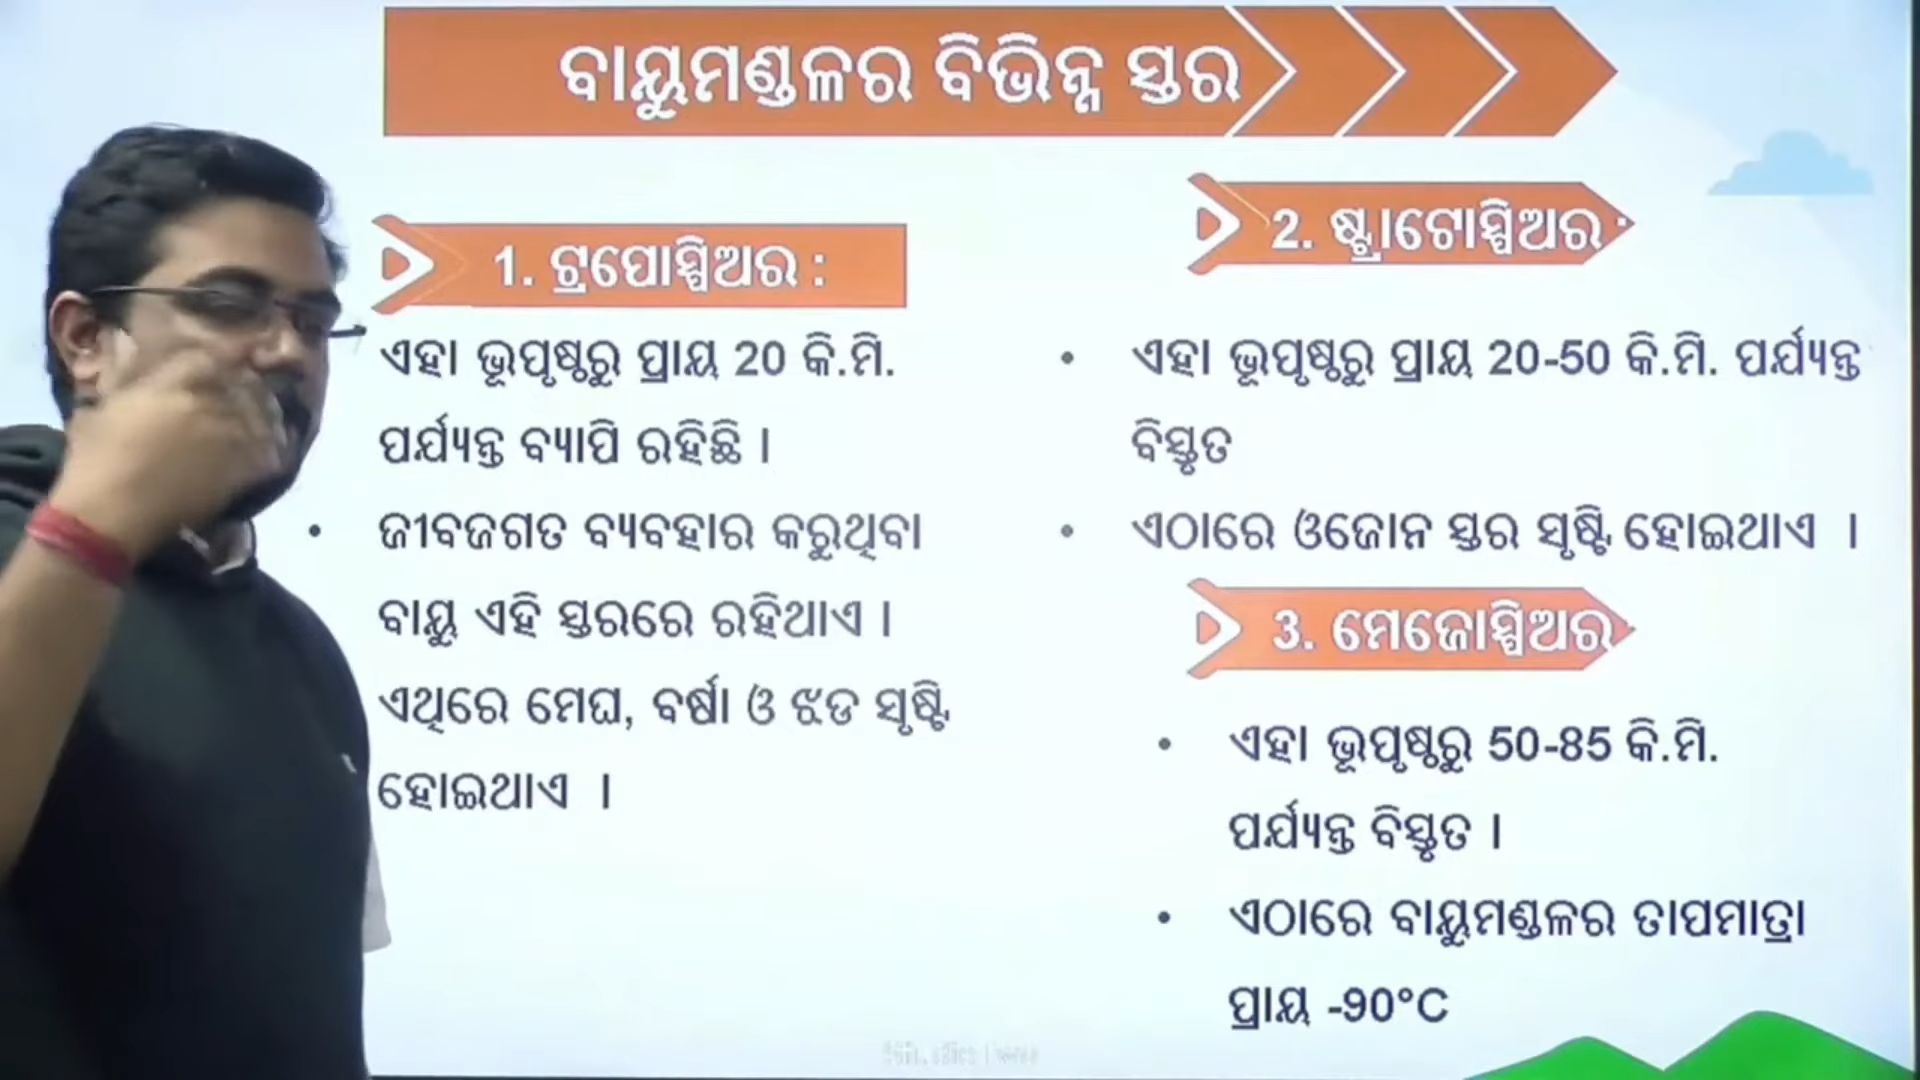 ବାୟୁମଣ୍ଡଳର ବିଭିନ୍ନ ସ୍ତର
1. ଟ୍ରପୋସ୍ପିଅର :
ଏହା ଭୂପୃଷ୍ଠରୁ ପ୍ରାୟ 20 କି.ମି.
ପର୍ଯ୍ୟନ୍ତ ବ୍ୟାପି ରହିଛି ।
• ଜୀବଜଗତ ବ୍ୟବହାର କରୁଥିବା
ବାୟୁ ଏହି ସ୍ତରରେ ରହିଥାଏ ।
ଏଥିରେ ମେଘ, ବର୍ଷା ଓ ଝଡ ସୃଷ୍ଟି
ହୋଇଥାଏ ।
2. ଷ୍ଟ୍ରାଟୋସ୍ପିଅର :
• ଏହା ଭୂପୃଷ୍ଠରୁ ପ୍ରାୟ 20-50 କି.ମି. ପର୍ଯ୍ୟନ୍ତ
ବିସ୍ତୃତ
• ଏଠାରେ ଓଜୋନ ସ୍ତର ସୃଷ୍ଟି ହୋଇଥାଏ ।
3. ମେଜୋସ୍ପିଅର
• ଏହା ଭୂପୃଷ୍ଠରୁ 50-85 କି.ମି.
ପର୍ଯ୍ୟନ୍ତ ବିସ୍ତୃତ ।
• ଏଠାରେ ବାୟୁମଣ୍ଡଳର ତାପମାତ୍ରା
ପ୍ରାୟ -90°C